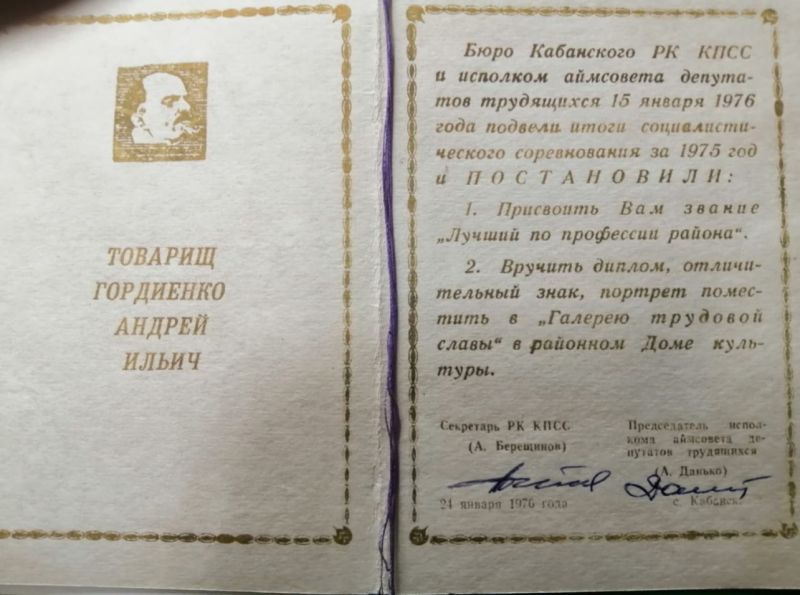 ТОВАРИЩ
ГОРДИЕНКО
АНДРЕЙ
ИЛЬИЧ
Бюро Кабанского РК КПСС
и исполком аймсовета депута-
тов трудящихся 15 января 1976
года подвели итоги социалисти-
ческого соревнования за 1975 год
и ПОСТАНОВИЛИ:
1. Присвоить Вам звание
„Лучший по профессии района“.
2. Вручить диплом, отличи-
тельный знак, портрет помес-
тить в „Галерею трудовой
славы“ в районном Доме куль-
туры.
Секретарь РК КПСС
(А. Берещинов)
24 января 1976 года
Председатель испол-
кома аймсовета де-
путатов трудящихся
(А. Данько)
с. Кабанск